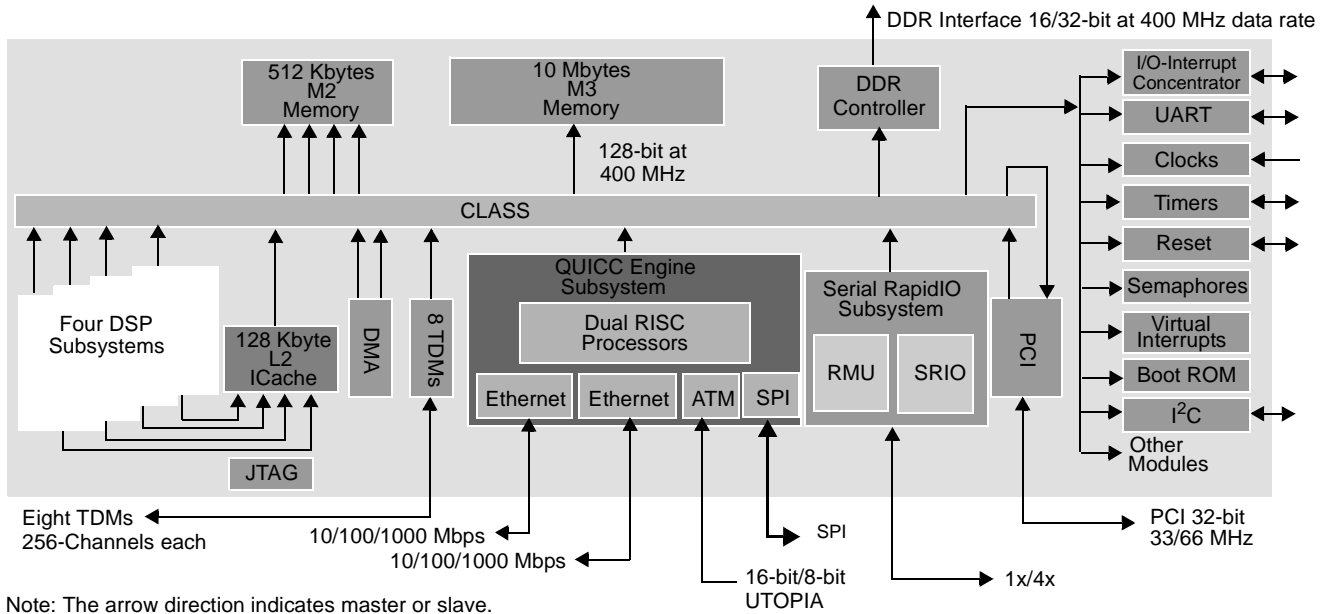 DDR Interface 16/32-bit at 400 MHz data rate
512 Kbytes
M2
Memory
10 Mbytes
M3
Memory
DDR
Controller
I/O-Interrupt
Concentrator
UART
128-bit at
400 MHz
Clocks
CLASS
Timers
Reset
Four DSP
Subsystems
128 Kbyte
L2
ICache
DMA
8 TDMs
QUICC Engine
Subsystem
Dual RISC
Processors
Ethernet
Ethernet
ATM
SPI
Serial RapidIO
Subsystem
RMU
SRIO
PCI
Semaphores
Virtual
Interrupts
Boot ROM
I²C
Other
Modules
JTAG
Eight TDMs
256-Channels each
10/100/1000 Mbps
10/100/1000 Mbps
SPI
16-bit/8-bit
UTOPIA
1x/4x
PCI 32-bit
33/66 MHz
Note: The arrow direction indicates master or slave.